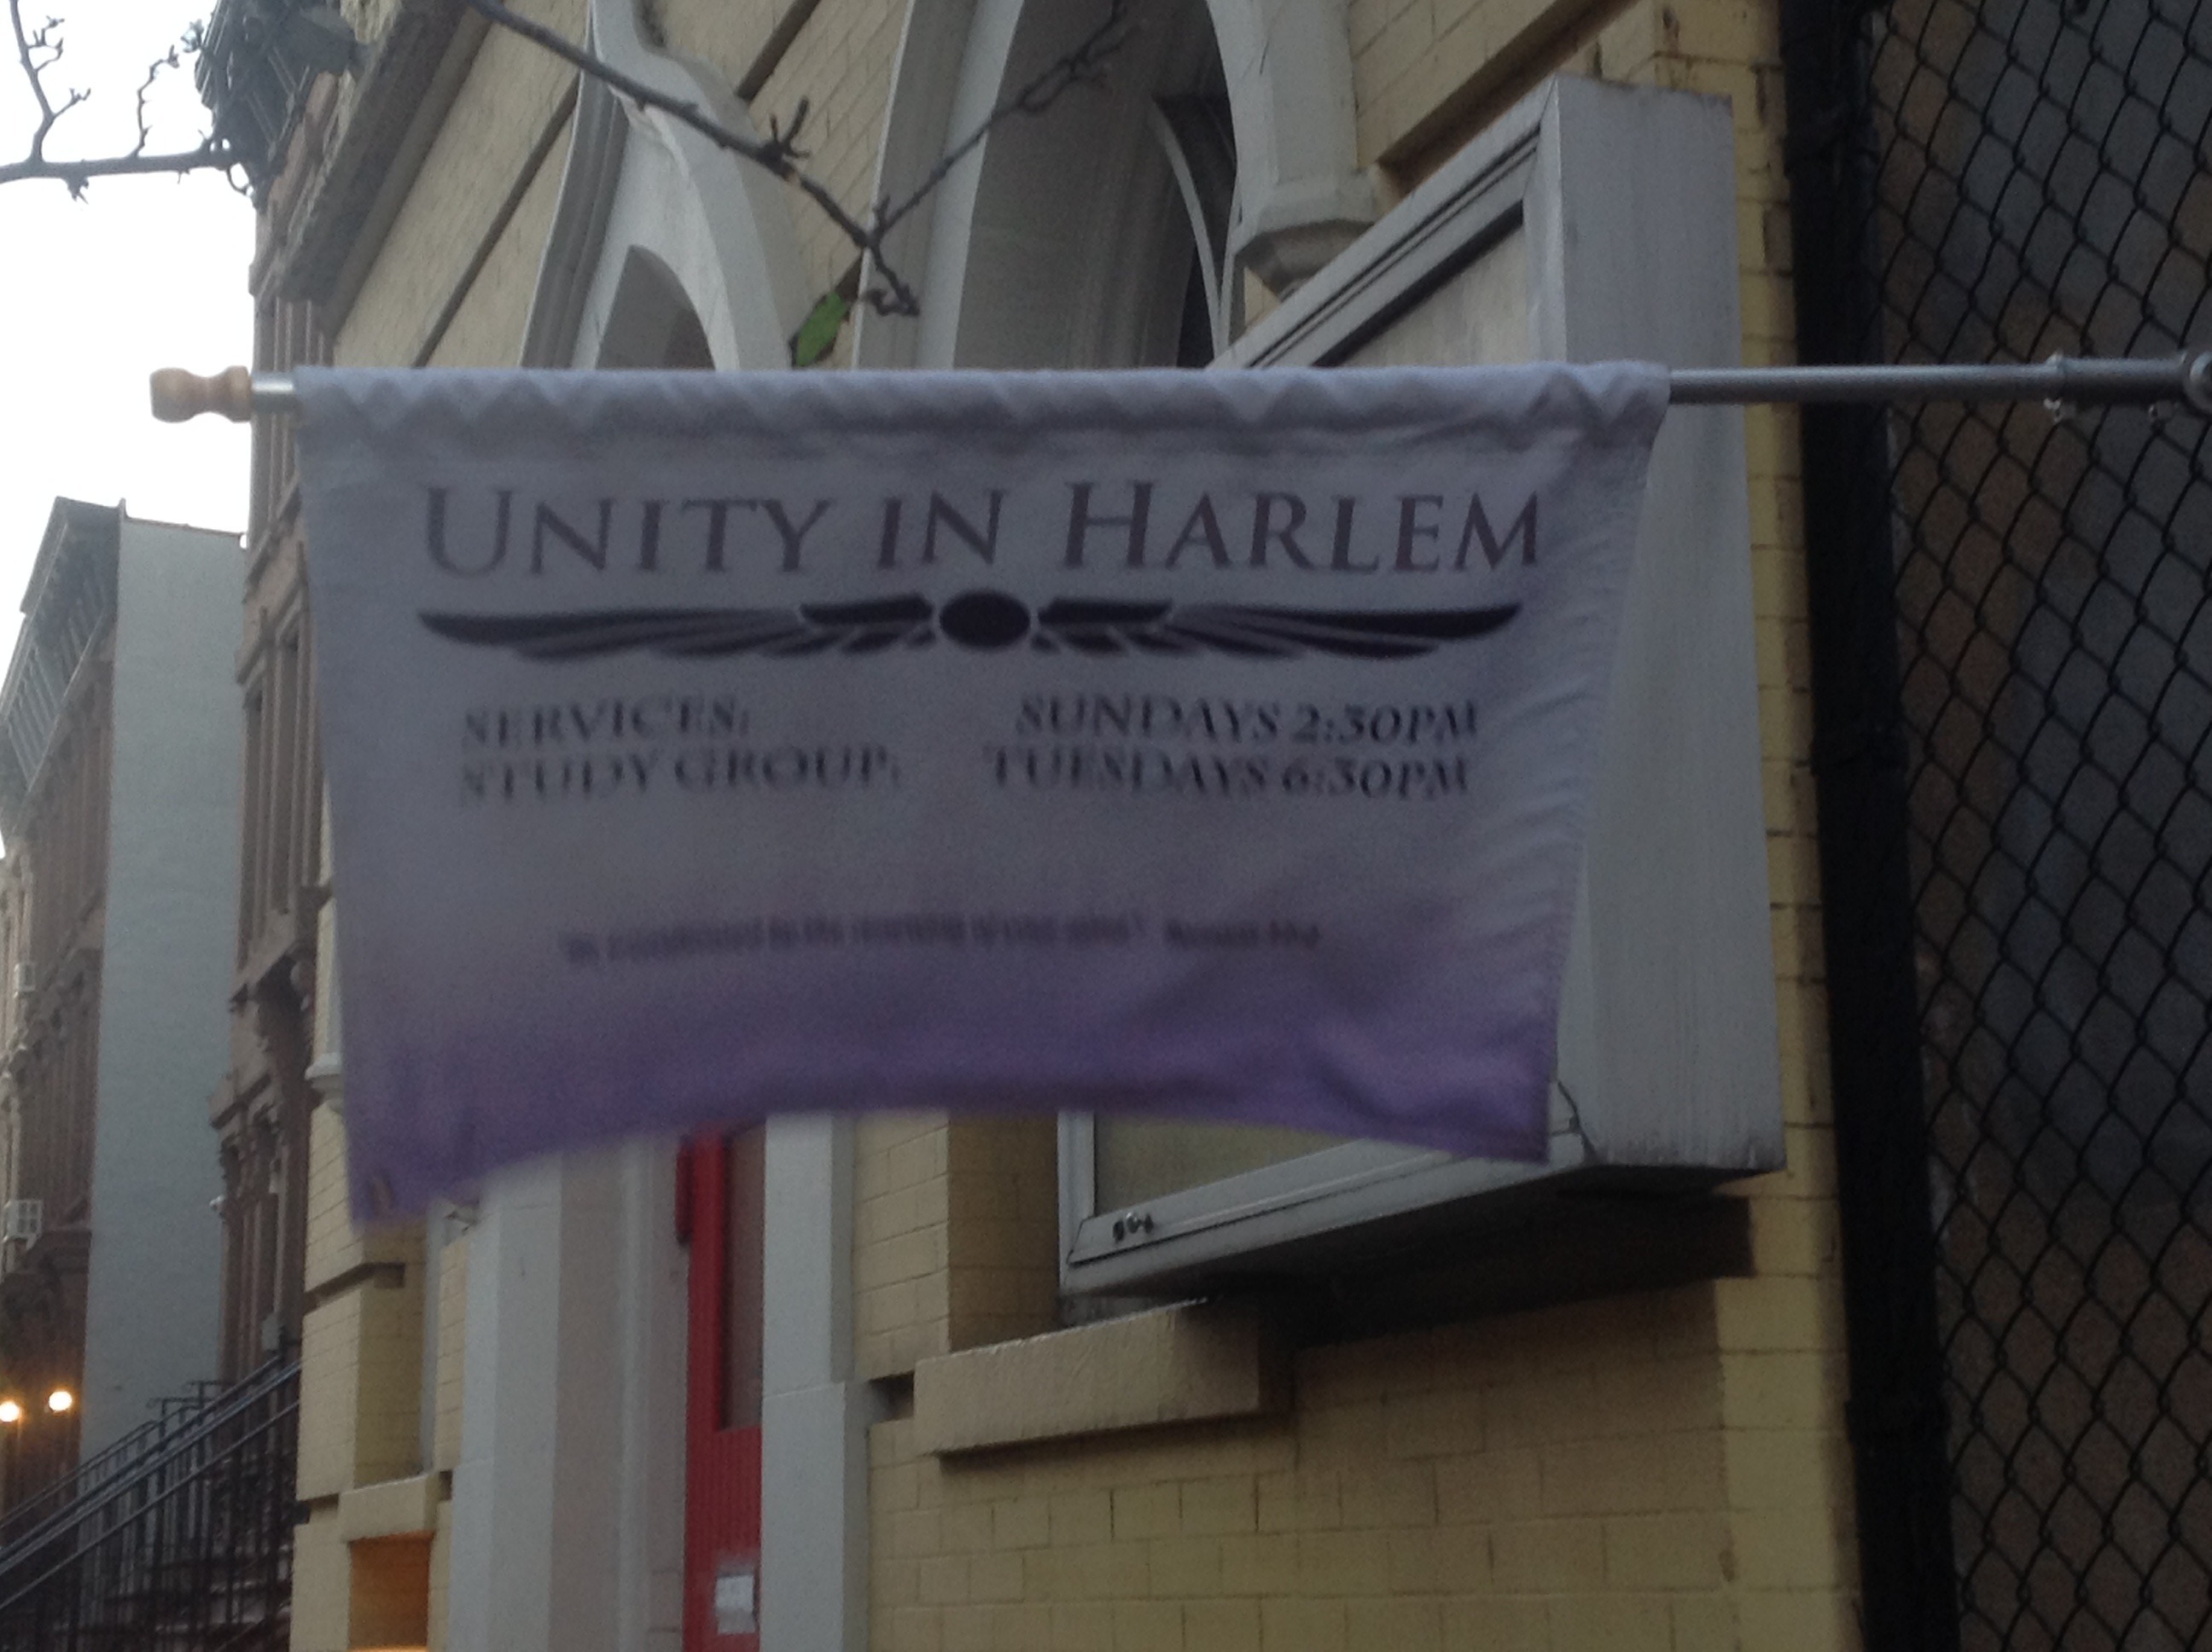 UNITY IN HARLEM
SERVICES: SUNDAYS 2:30PM
STUDY GROUP: TUESDAYS 6:30PM